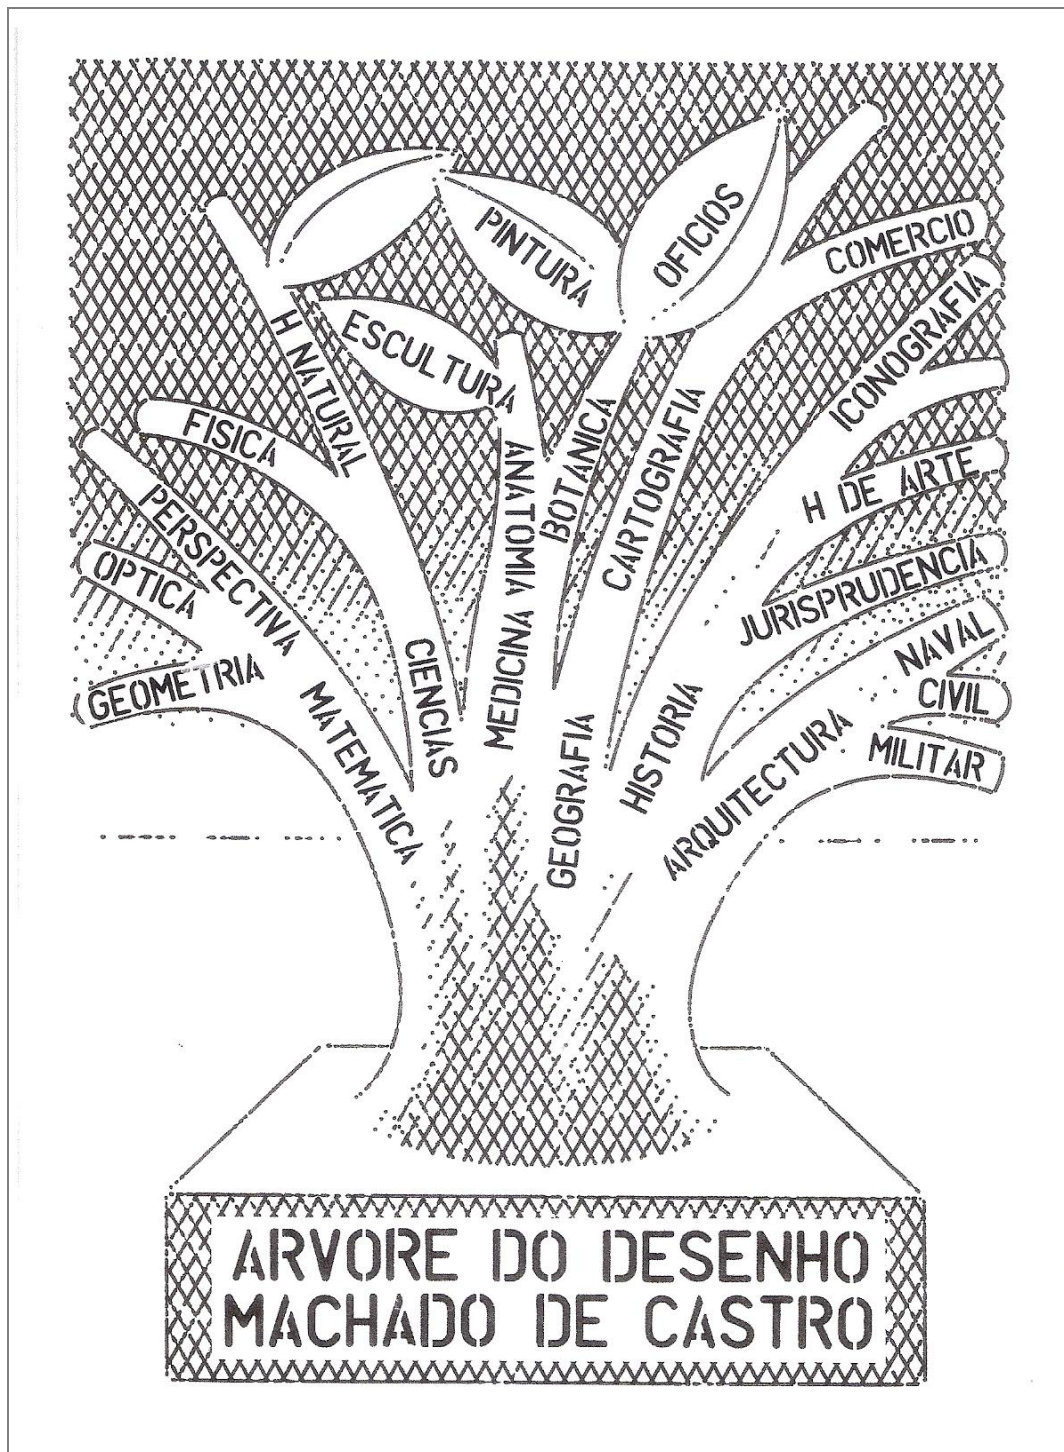 PINTURA
OFICIOS
COMERCIO
ESCULTURA
H NATURAL
ICONOGRAFIA
FISICA
ANATOMIA
BOTANICA
CARTOGRAFIA
H DE ARTE
PERSPECTIVA
OPTICA
JURISPRUDENCIA
GEOMETRIA
MATEMATICA
CIENCIAS
MEDICINA
GEOGRAFIA
HISTORIA
ARQUITECTURA
NAVAL
CIVIL
MILITAR
ARVORE DO DESENHO
MACHADO DE CASTRO